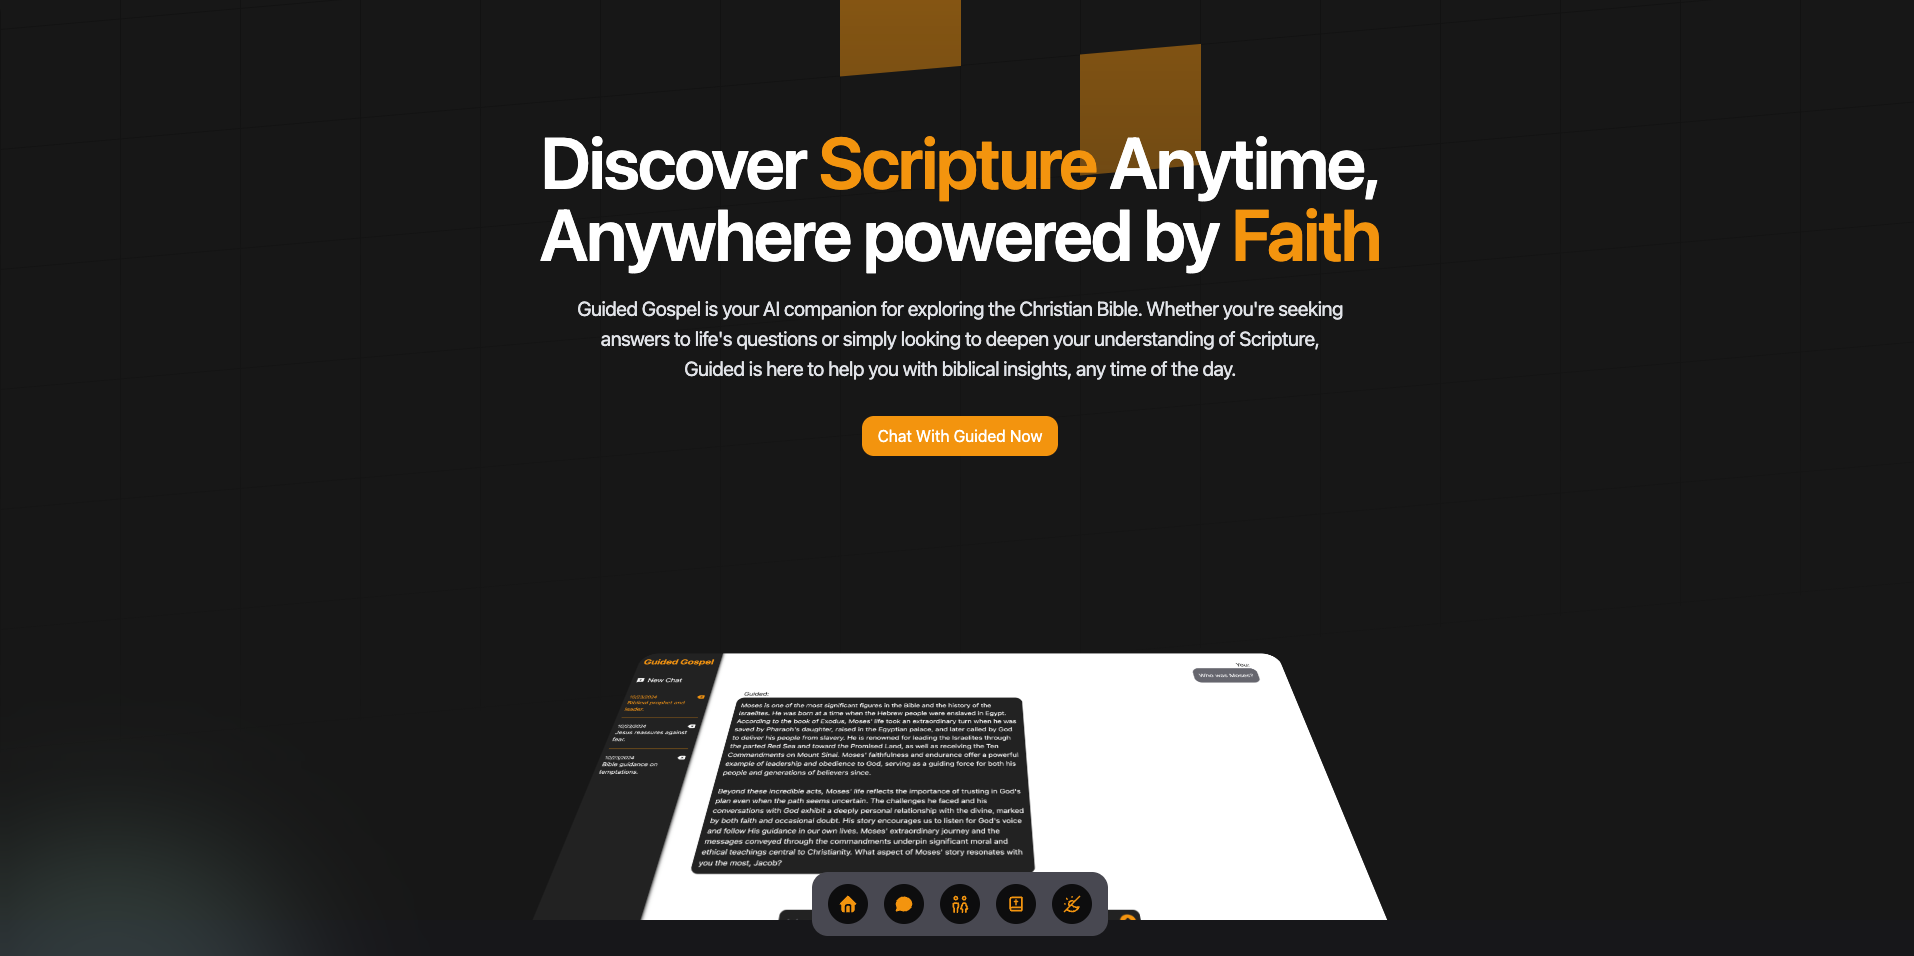 Discover Scripture Anytime,
Anywhere powered by Faith
Guided Gospel is your AI companion for exploring the Christian Bible. Whether you're seeking
answers to life's questions or simply looking to deepen your understanding of Scripture,
Guided is here to help you with biblical insights, any time of the day.
Chat With Guided Now
Guided Gospel
New Chat
10/23/2024
Biblical prophet and
leader.
10/23/2024
Jesus reassures against
fear.
10/23/2024
Bible guidance on
temptations.
You:
Who was Moses?
Guided:
Moses is one of the most significant figures in the Bible and the history of the
Israelites. He was born at a time when the Hebrew people were enslaved in Egypt.
According to the book of Exodus, Moses' life took an extraordinary turn when he was
saved by Pharaoh's daughter, raised in the Egyptian palace, and later called by God
to deliver his people from slavery. He is renowned for leading the Israelites through
the parted Red Sea and toward the Promised Land, as well as receiving the Ten
Commandments on Mount Sinai. Moses' faithfulness and endurance offer a powerful
example of leadership and obedience to God, serving as a guiding force for both his
people and generations of believers since.
Beyond these incredible acts, Moses' life reflects the importance of trusting in God's
plan even when the path seems uncertain. The challenges he faced and his
conversations with God exhibit a deeply personal relationship with the divine, marked
by both faith and occasional doubt. His story encourages us to listen for God's voice
and follow His guidance in our own lives. Moses' extraordinary journey and the
messages conveyed through the commandments underpin significant moral and
ethical teachings central to Christianity. What aspect of Moses' story resonates with
you the most, Jacob?